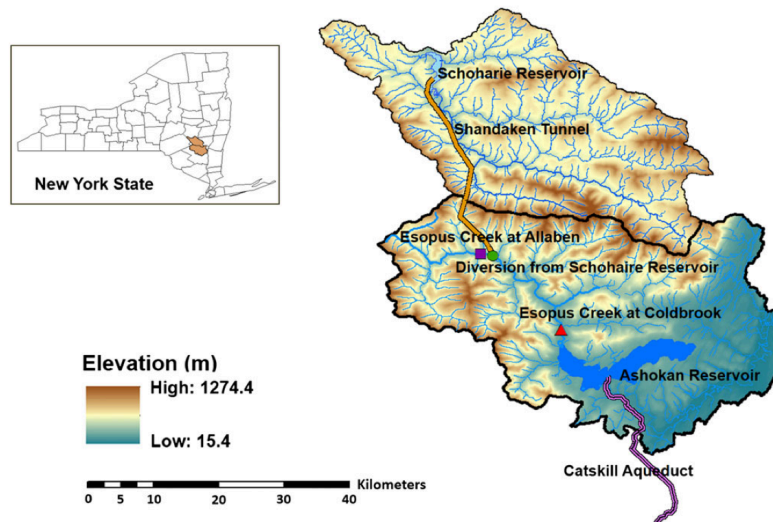 Schoharie Reservoir
Shandaken Tunnel
New York State
Esopus Creek at Allaben
Diversion from Schohaire Reservoir
Esopus Creek at Coldbrook
Elevation (m)
High: 1274.4
Ashokan Reservoir
Low: 15.4
Catskill Aqueduct
Kilometers
0 5 10 20 30 40